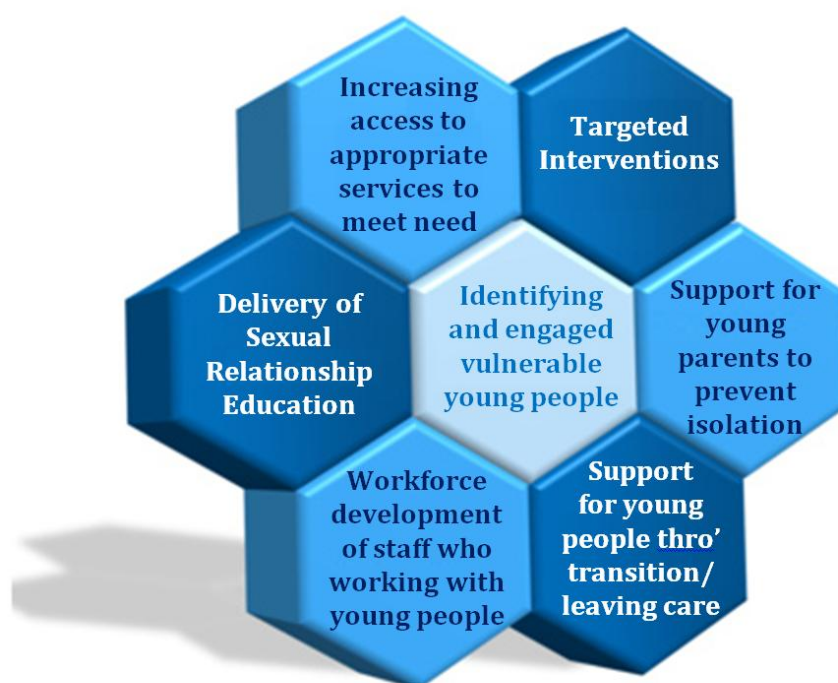 Increasing
access to
appropriate
services to
meet need
Targeted
Interventions
Delivery of
Sexual
Relationship
Education
Identifying
and engaged
vulnerable
young people
Support for
young
parents to
prevent
isolation
Workforce
development
of staff who
working with
young people
Support
for young
people thro’
transition/
leaving care